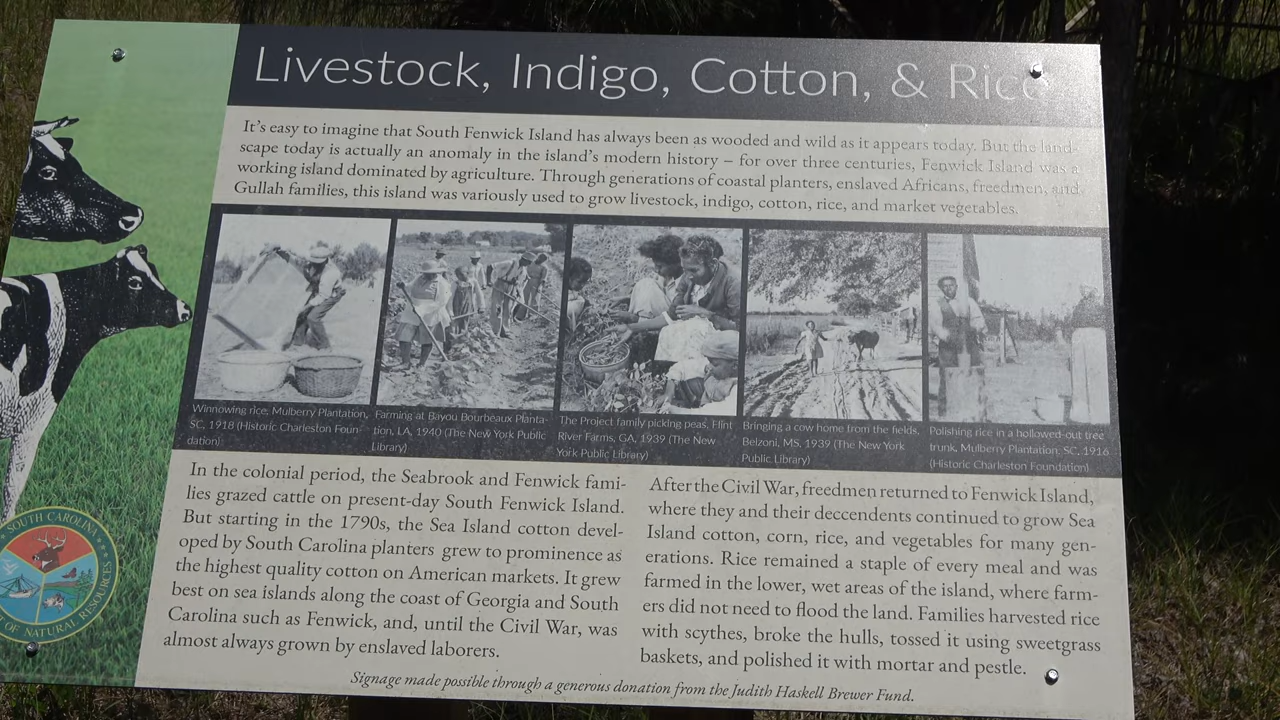 Livestock, Indigo, Cotton, & Rice
It's easy to imagine that South Fenwick Island has always been as wooded and wild as it appears today. But the land-
scape today is actually an anomaly in the island's modern history – for over three centuries, Fenwick Island was a
working island dominated by agriculture. Through generations of coastal planters, enslaved Africans, freedmen, and
Gullah families, this island was variously used to grow livestock, indigo, cotton, rice, and market vegetables.
Winnowing rice, Mulberry Plantation,
SC, 1918 (Historic Charleston Foun-
dation)
Farming at Bayou Bourbeaux Planta-
tion, LA, 1940 (The New York Public
Library)
The Project family picking peas, Flint
River Farms, GA, 1939 (The New
York Public Library)
Bringing a cow home from the fields,
Belzoni, MS, 1939 (The New York
Public Library)
Polishing rice in a hollowed-out tree
trunk, Mulberry Plantation, SC, 1916
(Historic Charleston Foundation)
In the colonial period, the Seabrook and Fenwick fami-
lies grazed cattle on present-day South Fenwick Island.
But starting in the 1790s, the Sea Island cotton devel-
oped by South Carolina planters grew to prominence as
the highest quality cotton on American markets. It grew
best on sea islands along the coast of Georgia and South
Carolina such as Fenwick, and, until the Civil War, was
almost always grown by enslaved laborers.
After the Civil War, freedmen returned to Fenwick Island,
where they and their deccendents continued to grow Sea
Island cotton, corn, rice, and vegetables for many gen-
erations. Rice remained a staple of every meal and was
farmed in the lower, wet areas of the island, where farm-
ers did not need to flood the land. Families harvested rice
with scythes, broke the hulls, tossed it using sweetgrass
baskets, and polished it with mortar and pestle.
Signage made possible through a generous donation from the Judith Haskell Brewer Fund.
SOUTH CAROLINA
OF NATURAL RESOURCES